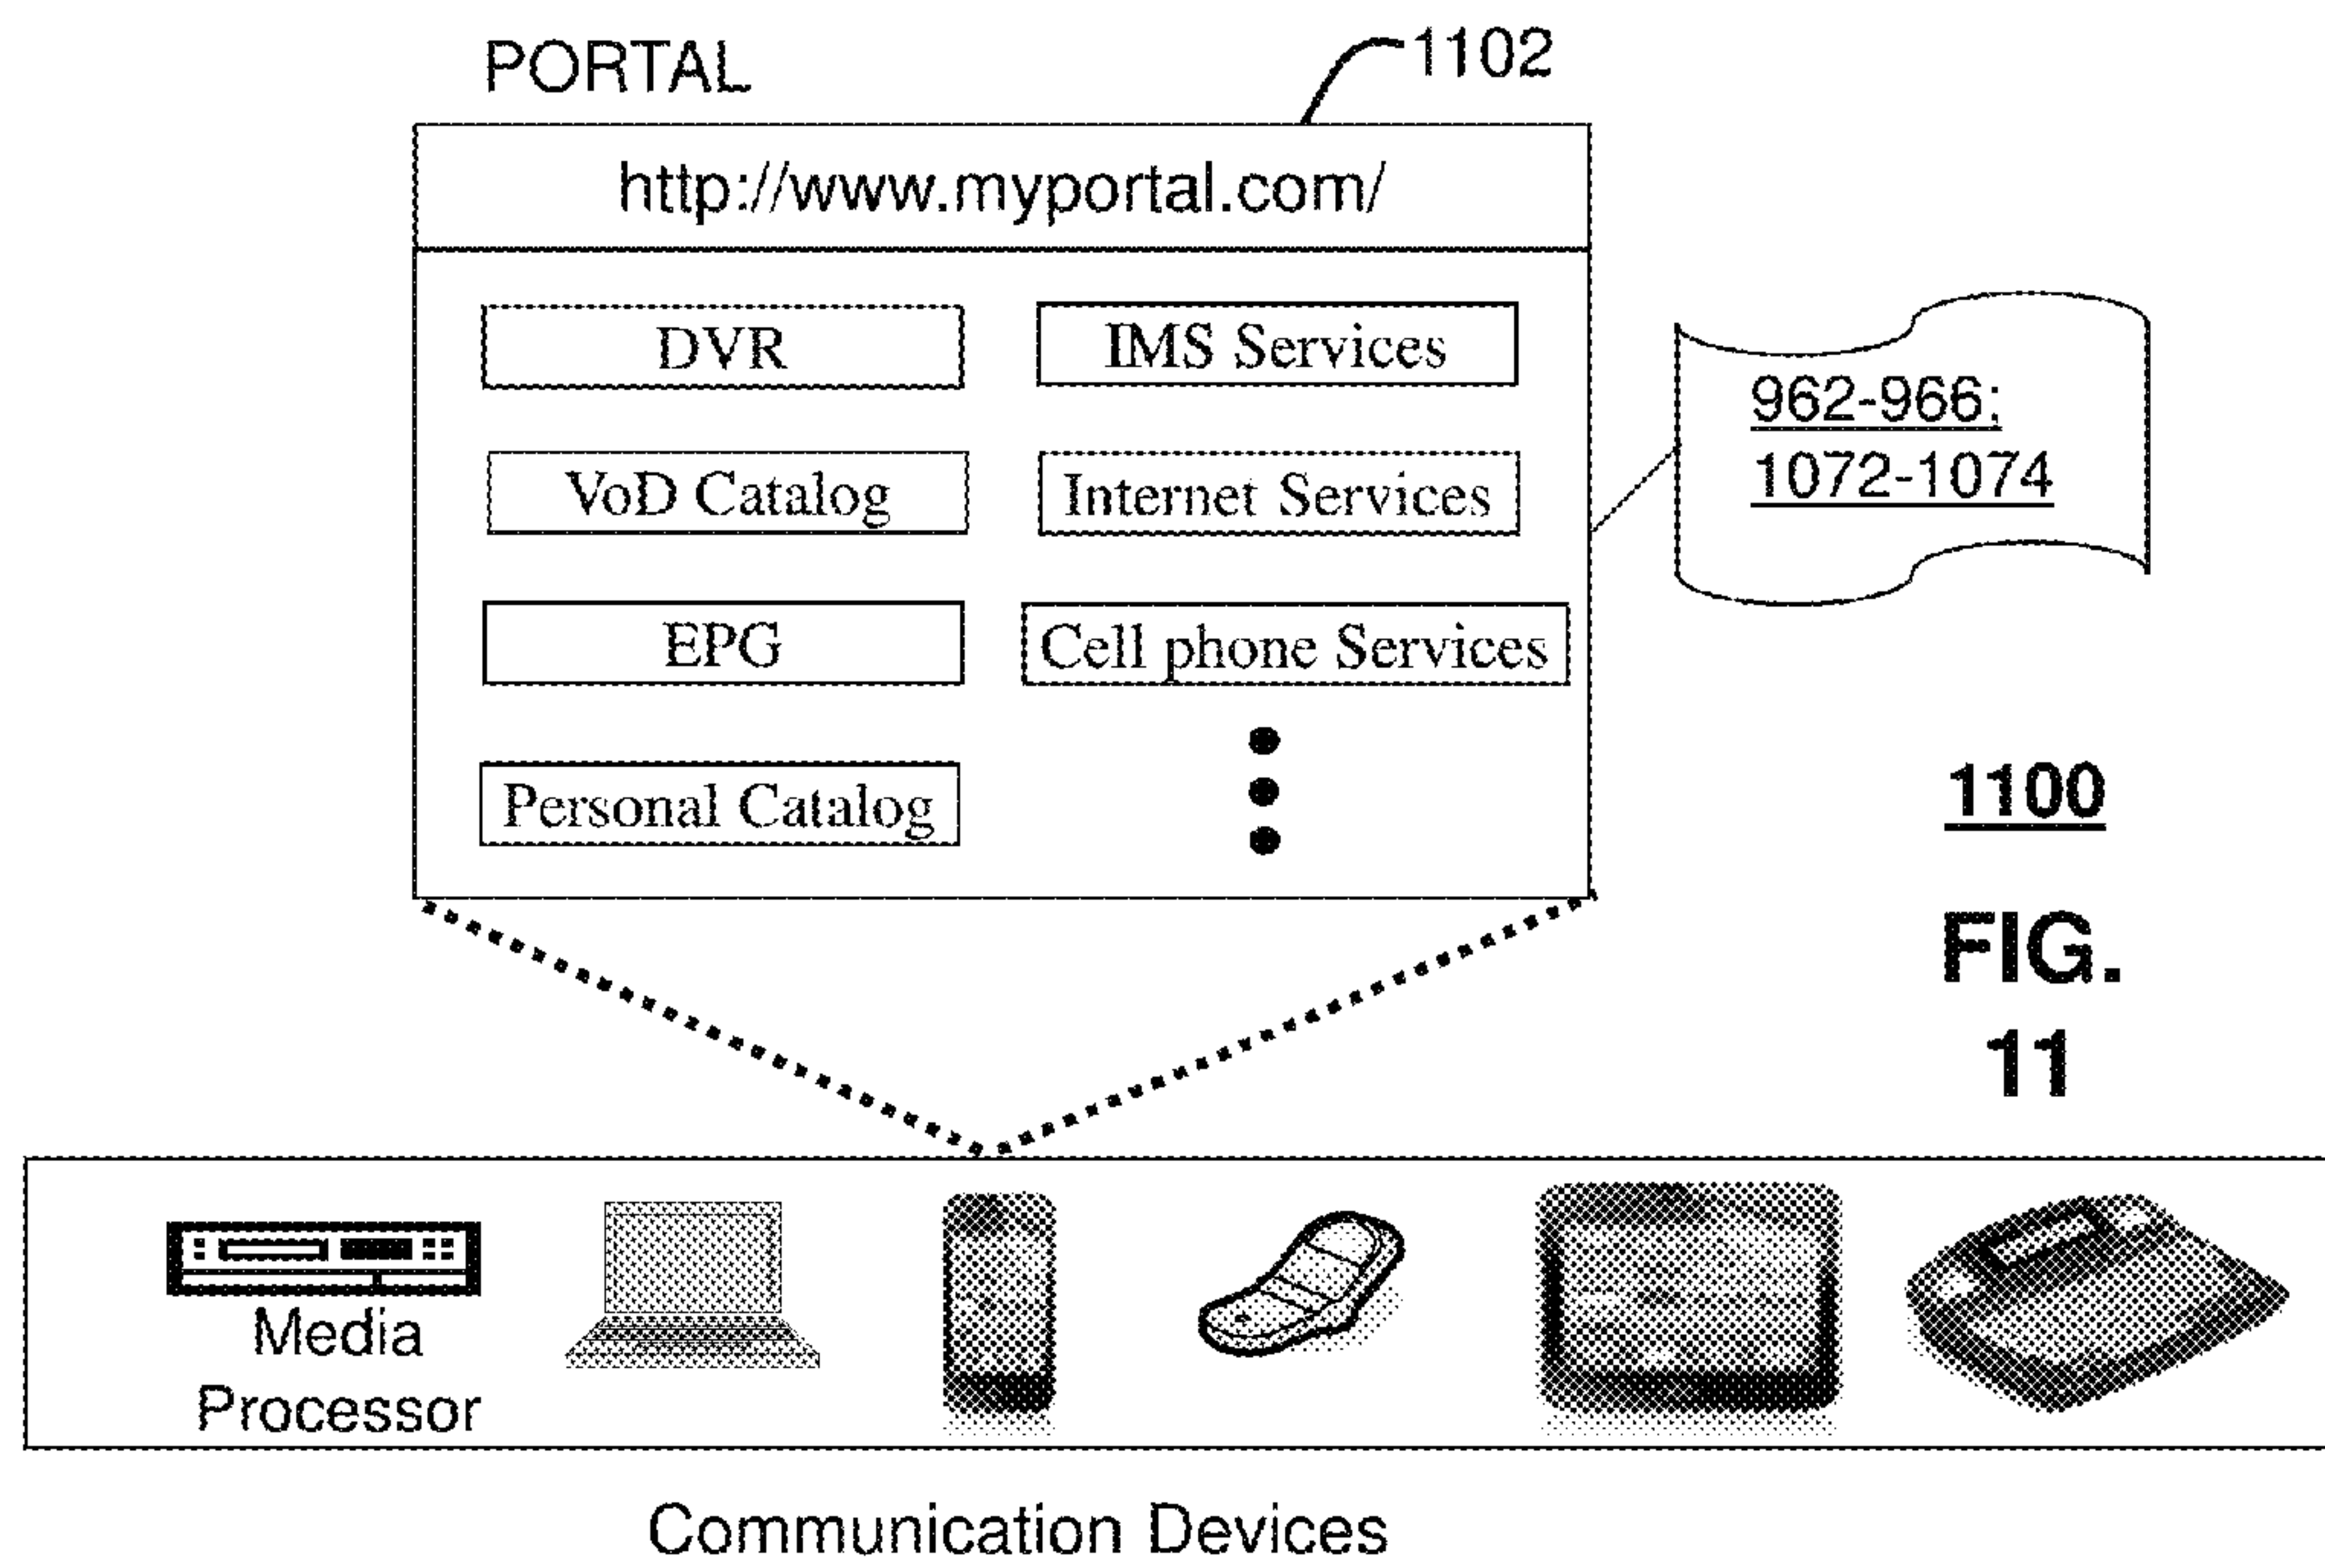 PORTAL
1102
http://www.myportal.com/
DVR
IMS Services
VoD Catalog
Internet Services
EPG
Cell phone Services
Personal Catalog
962-966;
1072-1074
1100
FIG.
11
Media
Processor
Communication Devices